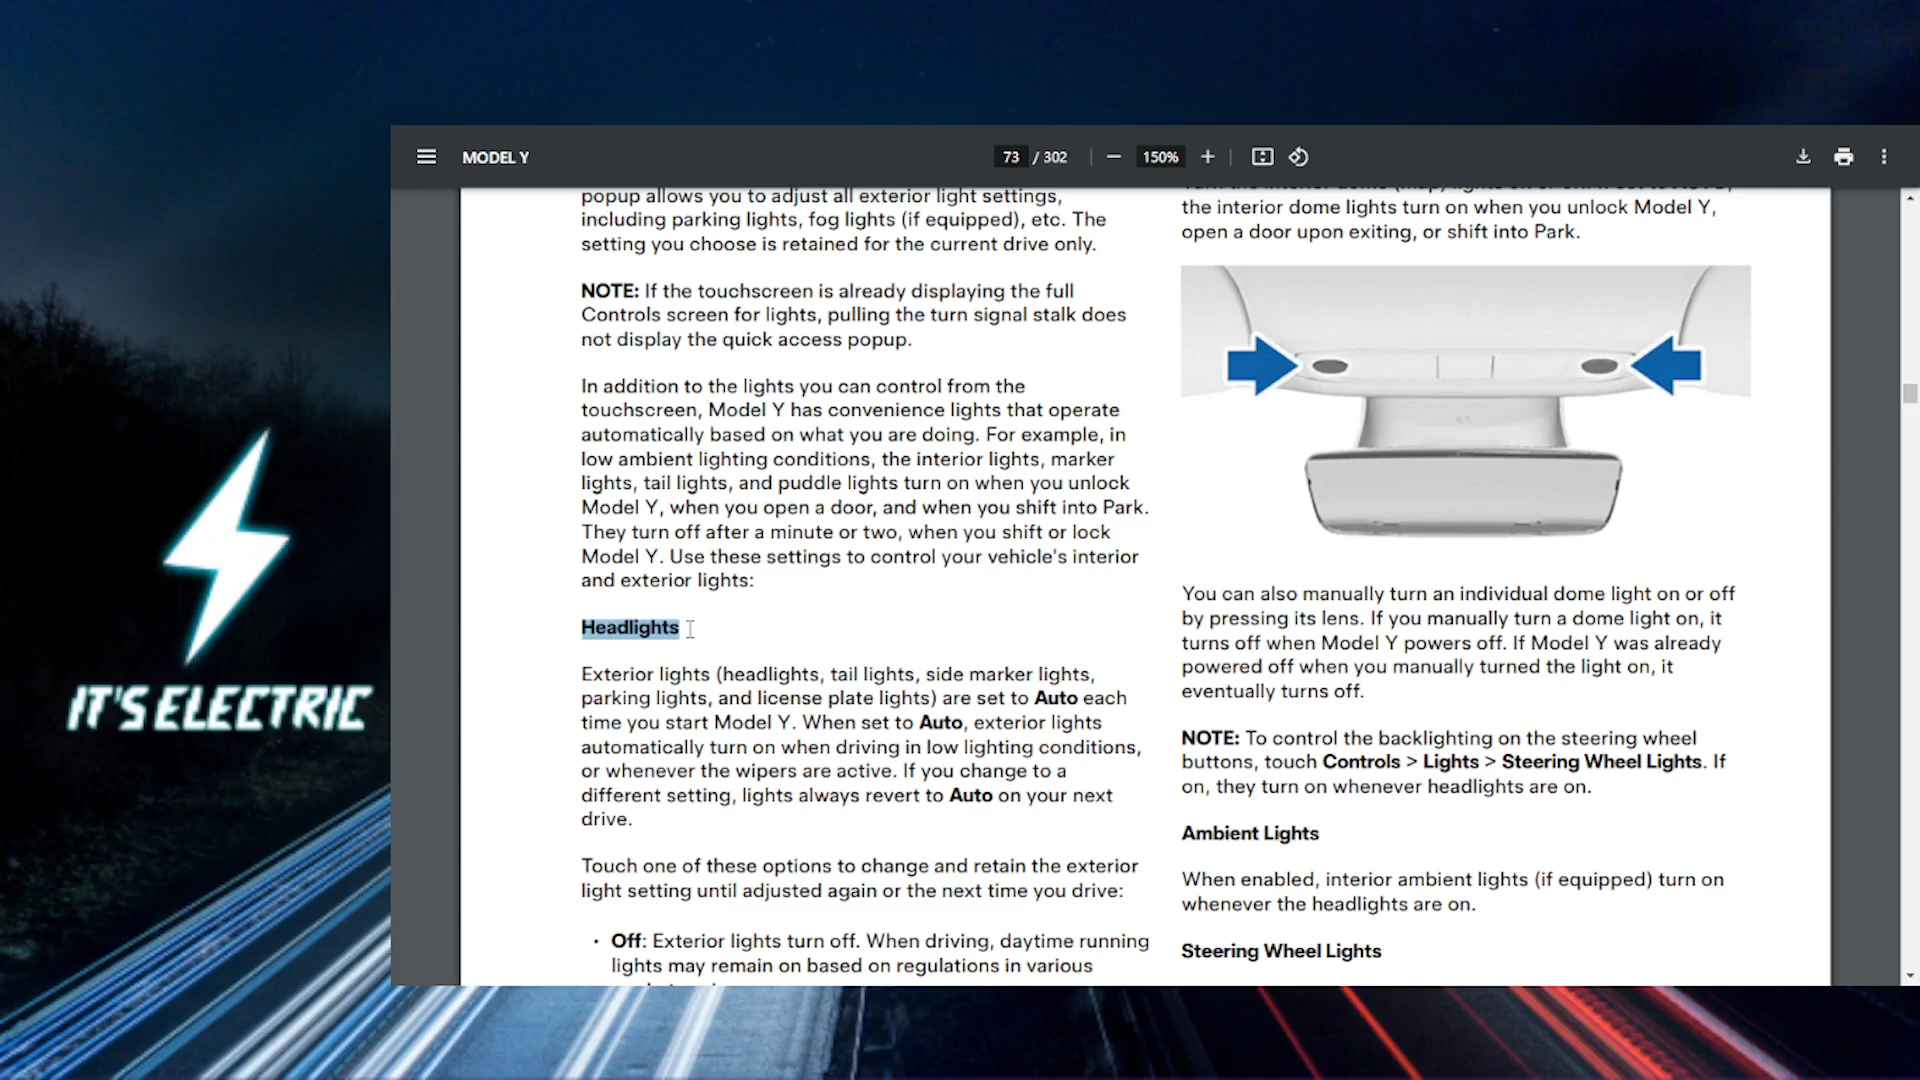 MODEL Y
73 / 302
150%
popup allows you to adjust all exterior light settings,
including parking lights, fog lights (if equipped), etc. The
setting you choose is retained for the current drive only.
NOTE: If the touchscreen is already displaying the full
Controls screen for lights, pulling the turn signal stalk does
not display the quick access popup.
In addition to the lights you can control from the
touchscreen, Model Y has convenience lights that operate
automatically based on what you are doing. For example, in
low ambient lighting conditions, the interior lights, marker
lights, tail lights, and puddle lights turn on when you unlock
Model Y, when you open a door, and when you shift into Park.
They turn off after a minute or two, when you shift or lock
Model Y. Use these settings to control your vehicle's interior
and exterior lights:
Headlights
Exterior lights (headlights, tail lights, side marker lights,
parking lights, and license plate lights) are set to Auto each
time you start Model Y. When set to Auto, exterior lights
automatically turn on when driving in low lighting conditions,
or whenever the wipers are active. If you change to a
different setting, lights always revert to Auto on your next
drive.
Touch one of these options to change and retain the exterior
light setting until adjusted again or the next time you drive:
• Off: Exterior lights turn off. When driving, daytime running
lights may remain on based on regulations in various
the interior dome lights turn on when you unlock Model Y,
open a door upon exiting, or shift into Park.
You can also manually turn an individual dome light on or off
by pressing its lens. If you manually turn a dome light on, it
turns off when Model Y powers off. If Model Y was already
powered off when you manually turned the light on, it
eventually turns off.
NOTE: To control the backlighting on the steering wheel
buttons, touch Controls > Lights > Steering Wheel Lights. If
on, they turn on whenever headlights are on.
Ambient Lights
When enabled, interior ambient lights (if equipped) turn on
whenever the headlights are on.
Steering Wheel Lights
IT'S ELECTRIC